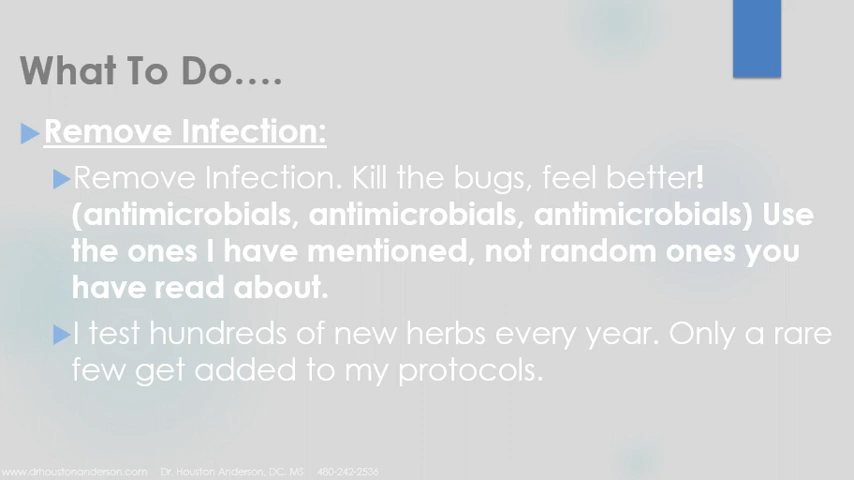 What To Do....
Remove Infection:
Remove Infection. Kill the bugs, feel better!
(antimicrobials, antimicrobials, antimicrobials) Use
the ones I have mentioned, not random ones you
have read about.
I test hundreds of new herbs every year. Only a rare
few get added to my protocols.
www.drhoustonanderson.com Dr. Houston Anderson, DC, MS 480-242-2538